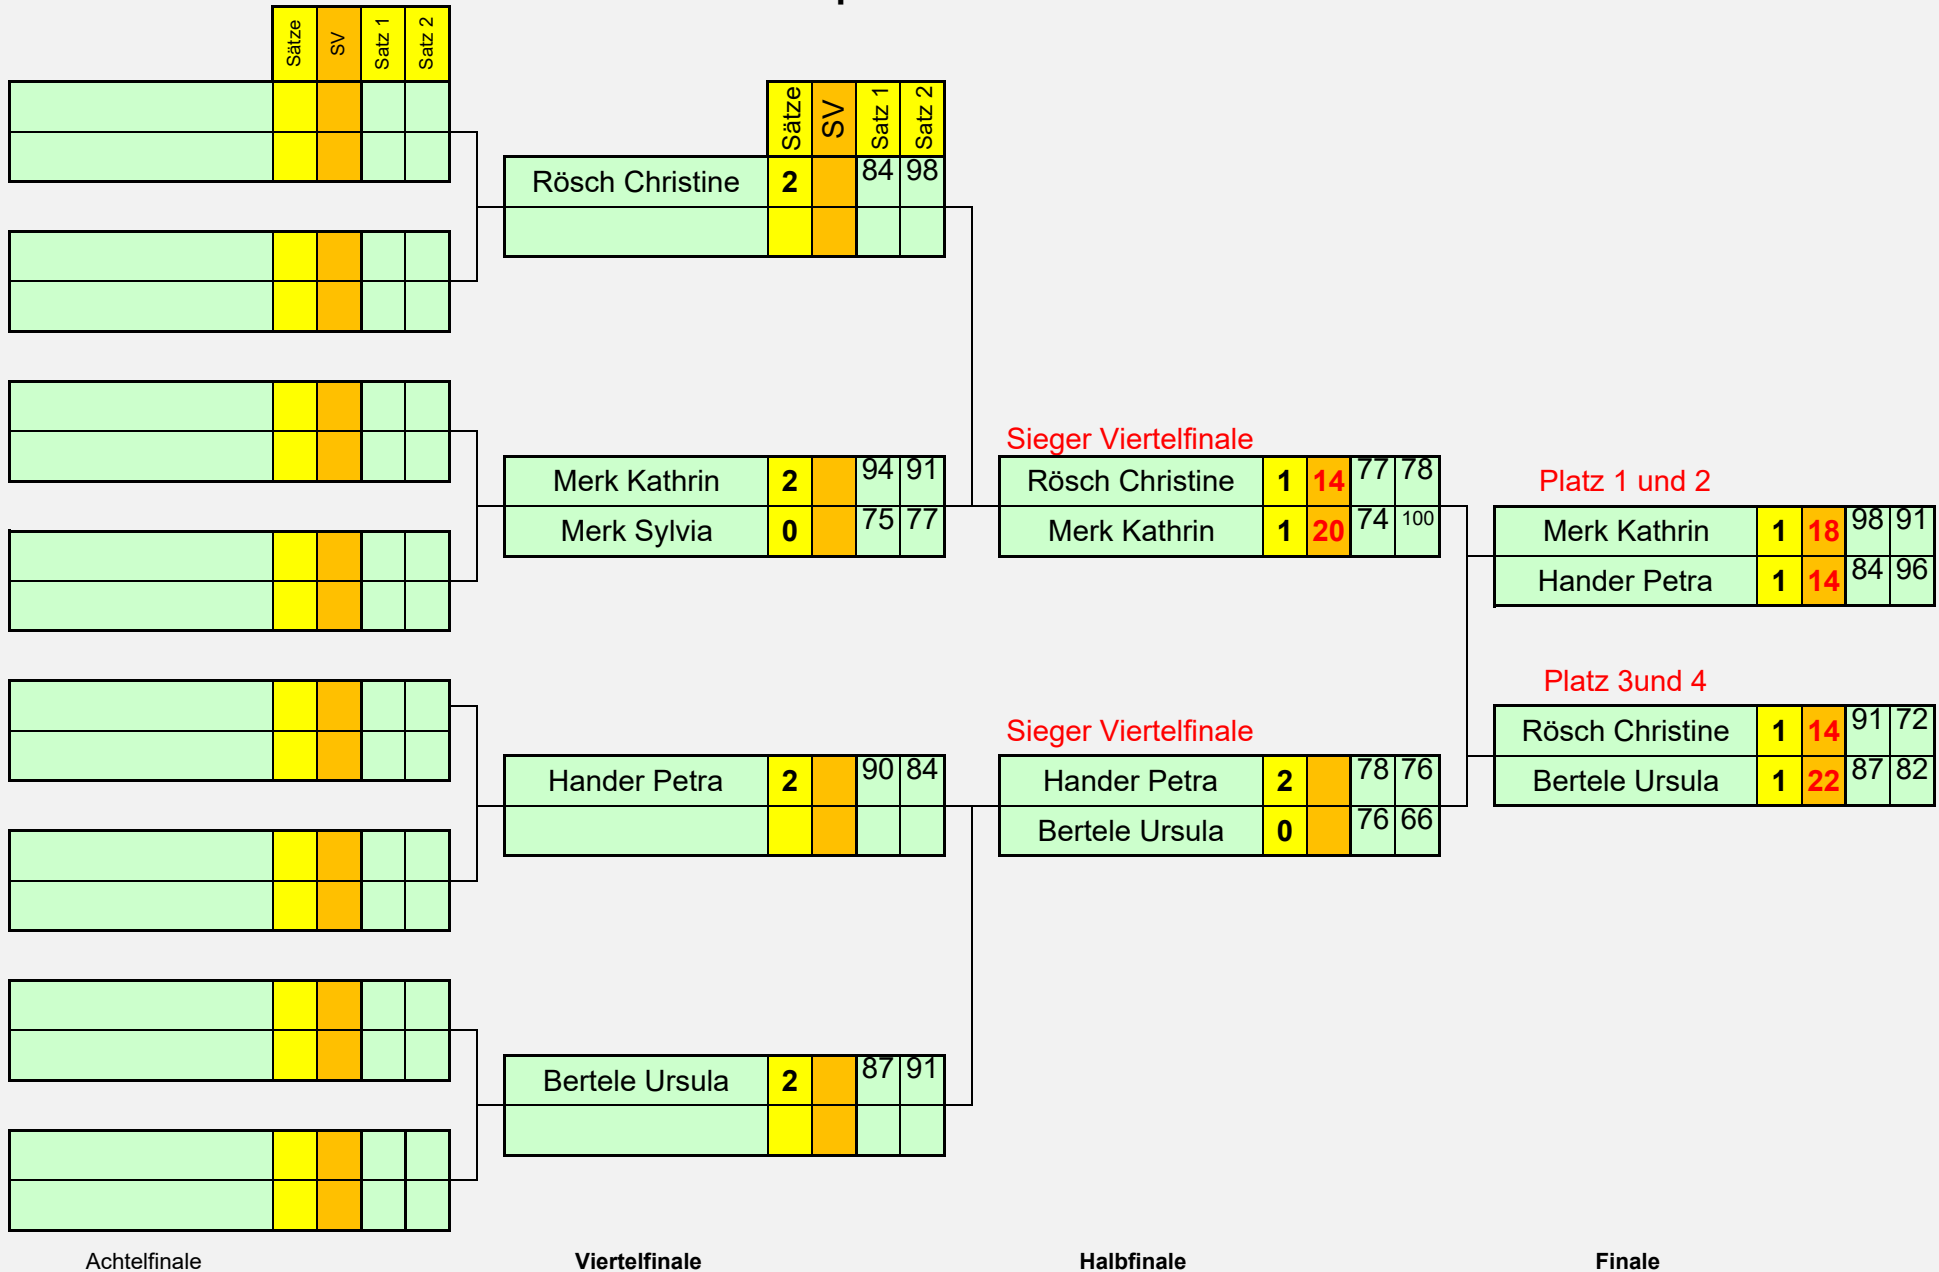 Sätze SV Satz 1 Satz 2
Sätze SV Satz 1 Satz 2
Rösch Christine 2 84 98
Sieger Viertelfinale
Merk Kathrin 2 94 91
Merk Sylvia 0 75 77
Rösch Christine 1 14 77 78
Merk Kathrin 1 20 74 100
Platz 1 und 2
Merk Kathrin 1 18 98 91
Hander Petra 1 14 84 96
Platz 3und 4
Rösch Christine 1 14 91 72
Bertele Ursula 1 22 87 82
Sieger Viertelfinale
Hander Petra 2 90 84
Hander Petra 2 78 76
Bertele Ursula 0 76 66
Bertele Ursula 2 87 91
Achtelfinale Viertelfinale Halbfinale Finale